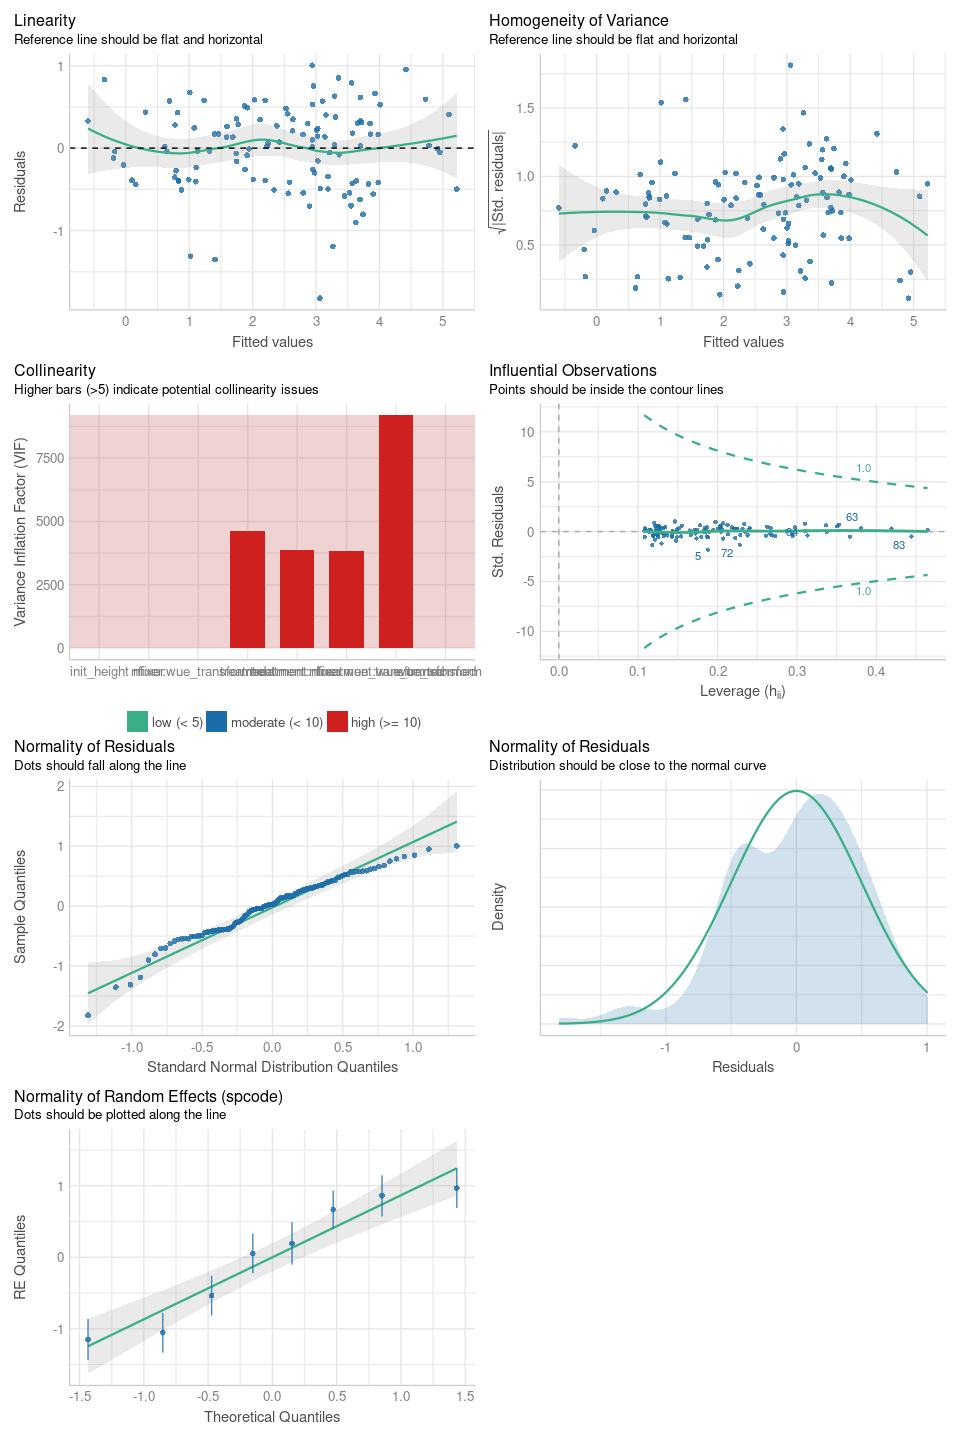 Linearity
Reference line should be flat and horizontal
1
0
-1
Residuals
0 1 2 3 4 5
Fitted values
Homogeneity of Variance
Reference line should be flat and horizontal
1.5
1.0
0.5
√|Std. residuals|
0 1 2 3 4 5
Fitted values
Collinearity
Higher bars (>5) indicate potential collinearity issues
7500
5000
2500
0
Variance Inflation Factor (VIF)
init_height
low (< 5) moderate (< 10) high (>= 10)
Influential Observations
Points should be inside the contour lines
10
5
0
-5
-10
Std. Residuals
1.0
63
83
5 72
1.0
0.0 0.1 0.2 0.3 0.4
Leverage (hii)
Normality of Residuals
Dots should fall along the line
2
1
0
-1
-2
Sample Quantiles
-1.0 -0.5 0.0 0.5 1.0
Standard Normal Distribution Quantiles
Normality of Residuals
Distribution should be close to the normal curve
Density
-1 0 1
Residuals
Normality of Random Effects (spcode)
Dots should be plotted along the line
1
0
-1
RE Quantiles
-1.5 -1.0 -0.5 0.0 0.5 1.0 1.5
Theoretical Quantiles